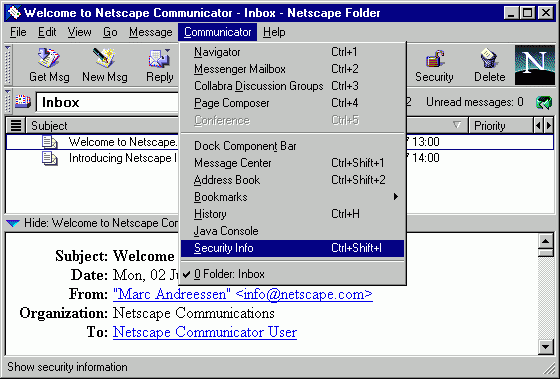 Welcome to Netscape Communicator - Inbox - Netscape Folder
File Edit View Go Message Communicator Help
Get Msg New Msg Reply Security Delete
N
Inbox 2 Unread messages: 0
Subject Priority
Welcome to Netscape. 7 13:00
Introducing Netscape I 7 14:00
Navigator Ctrl+1
Messenger Mailbox Ctrl+2
Collabra Discussion Groups Ctrl+3
Page Composer Ctrl+4
Conference Ctrl+5
Dock Component Bar
Message Center Ctrl+Shift+1
Address Book Ctrl+Shift+2
Bookmarks
History Ctrl+H
Java Console
Security Info Ctrl+Shift+I
0 Folder: Inbox
Hide: Welcome to Netscape Cor
Subject: Welcome
Date: Mon, 02 Ju
From: "Marc Andreessen" <info@netscape.com>
Organization: Netscape Communications
To: Netscape Communicator User
Show security information